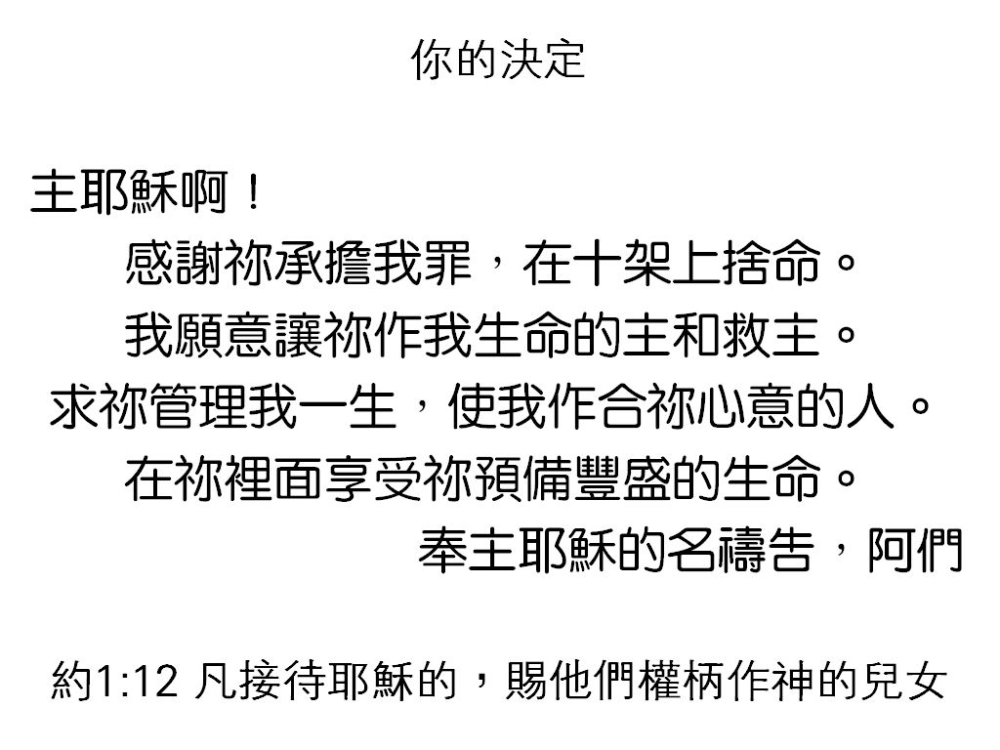 你的決定
主耶穌啊！
感謝祢承擔我罪，在十架上捨命。
我願意讓祢作我生命的主和救主。
求祢管理我一生，使我作合祢心意的人。
在祢裡面享受祢預備豐盛的生命。
奉主耶穌的名禱告，阿們
約1:12 凡接待耶穌的，賜他們權柄作神的兒女